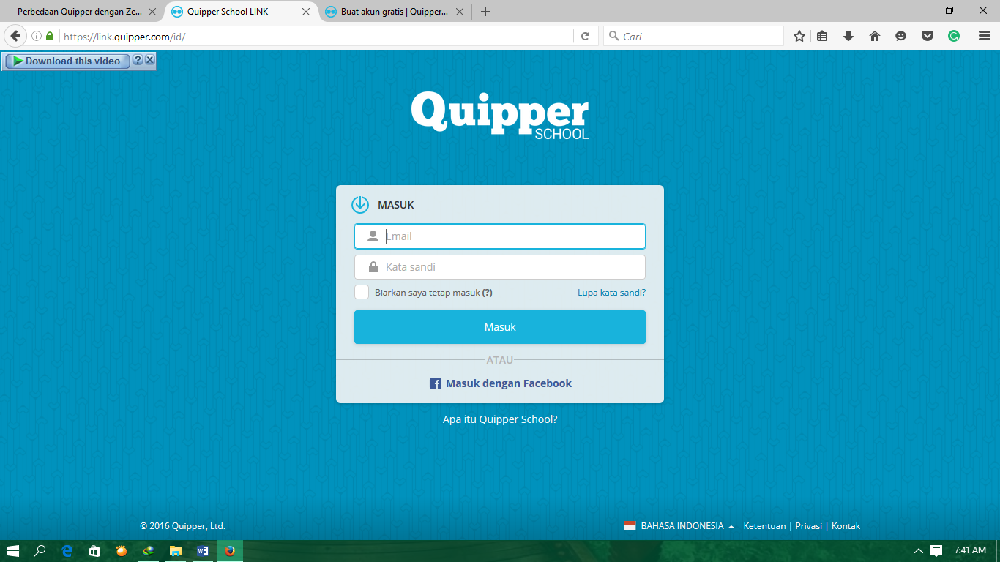 Perbedaan Quipper dengan Ze...
Quipper School LINK
Buat akun gratis | Quipper...
https://link.quipper.com/id/
Cari
Download this video
Quipper
SCHOOL
MASUK
Email
Kata sandi
Biarkan saya tetap masuk (?)
Lupa kata sandi?
Masuk
ATAU
Masuk dengan Facebook
Apa itu Quipper School?
© 2016 Quipper, Ltd.
BAHASA INDONESIA
Ketentuan | Privasi | Kontak
7:41 AM